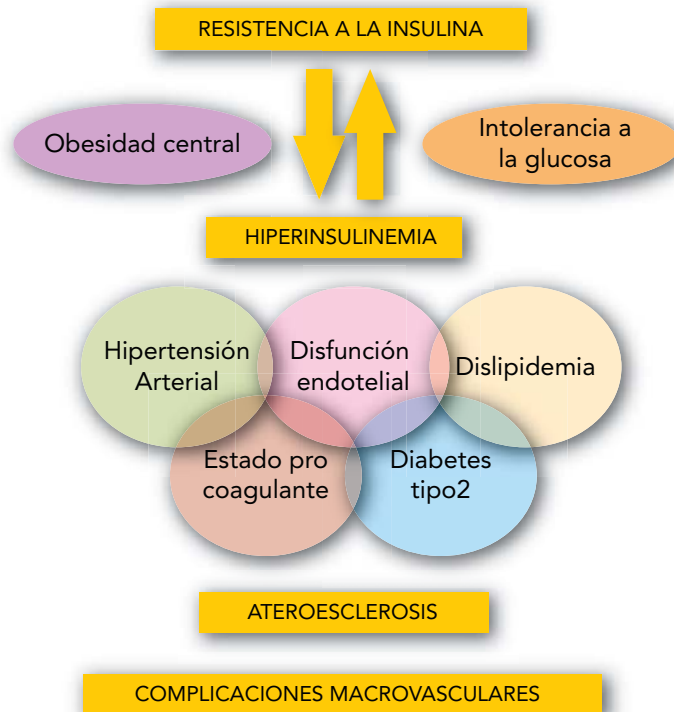 RESISTENCIA A LA INSULINA
Obesidad central
Intolerancia a
la glucosa
HIPERINSULINEMIA
Hipertensión
Arterial
Disfunción
endotelial
Dislipidemia
Estado pro
coagulante
Diabetes
tipo2
ATEROESCLEROSIS
COMPLICACIONES MACROVASCULARES